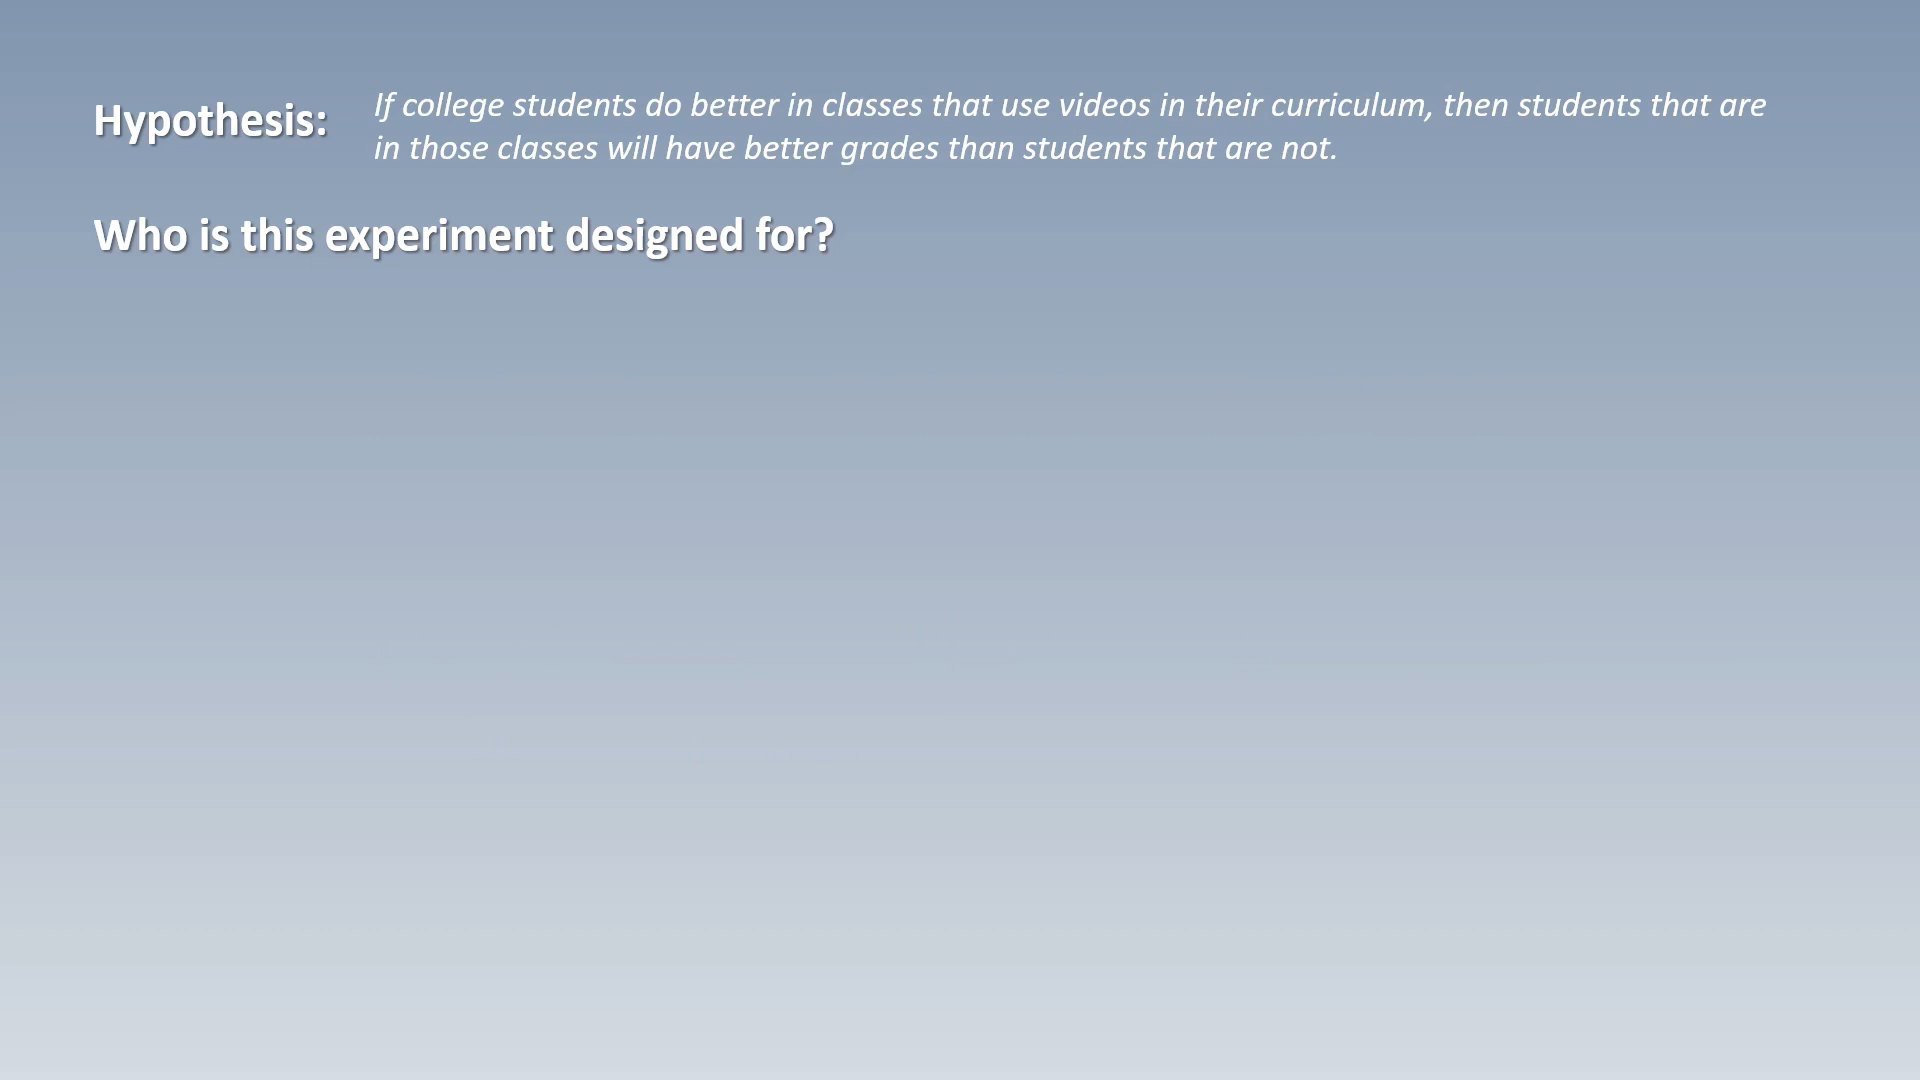 Hypothesis:
If college students do better in classes that use videos in their curriculum, then students that are
in those classes will have better grades than students that are not.
Who is this experiment designed for?